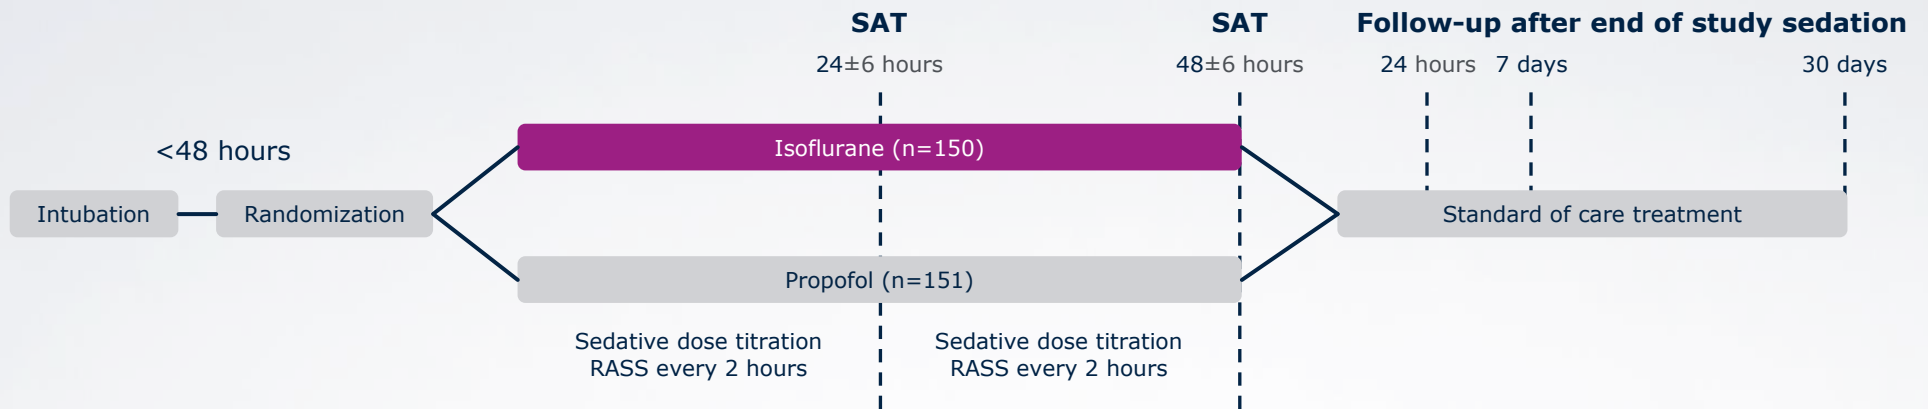 SAT
24±6 hours
SAT
48±6 hours
Follow-up after end of study sedation
24 hours
7 days
30 days
<48 hours
Intubation
Randomization
Isoflurane (n=150)
Propofol (n=151)
Standard of care treatment
Sedative dose titration
RASS every 2 hours
Sedative dose titration
RASS every 2 hours